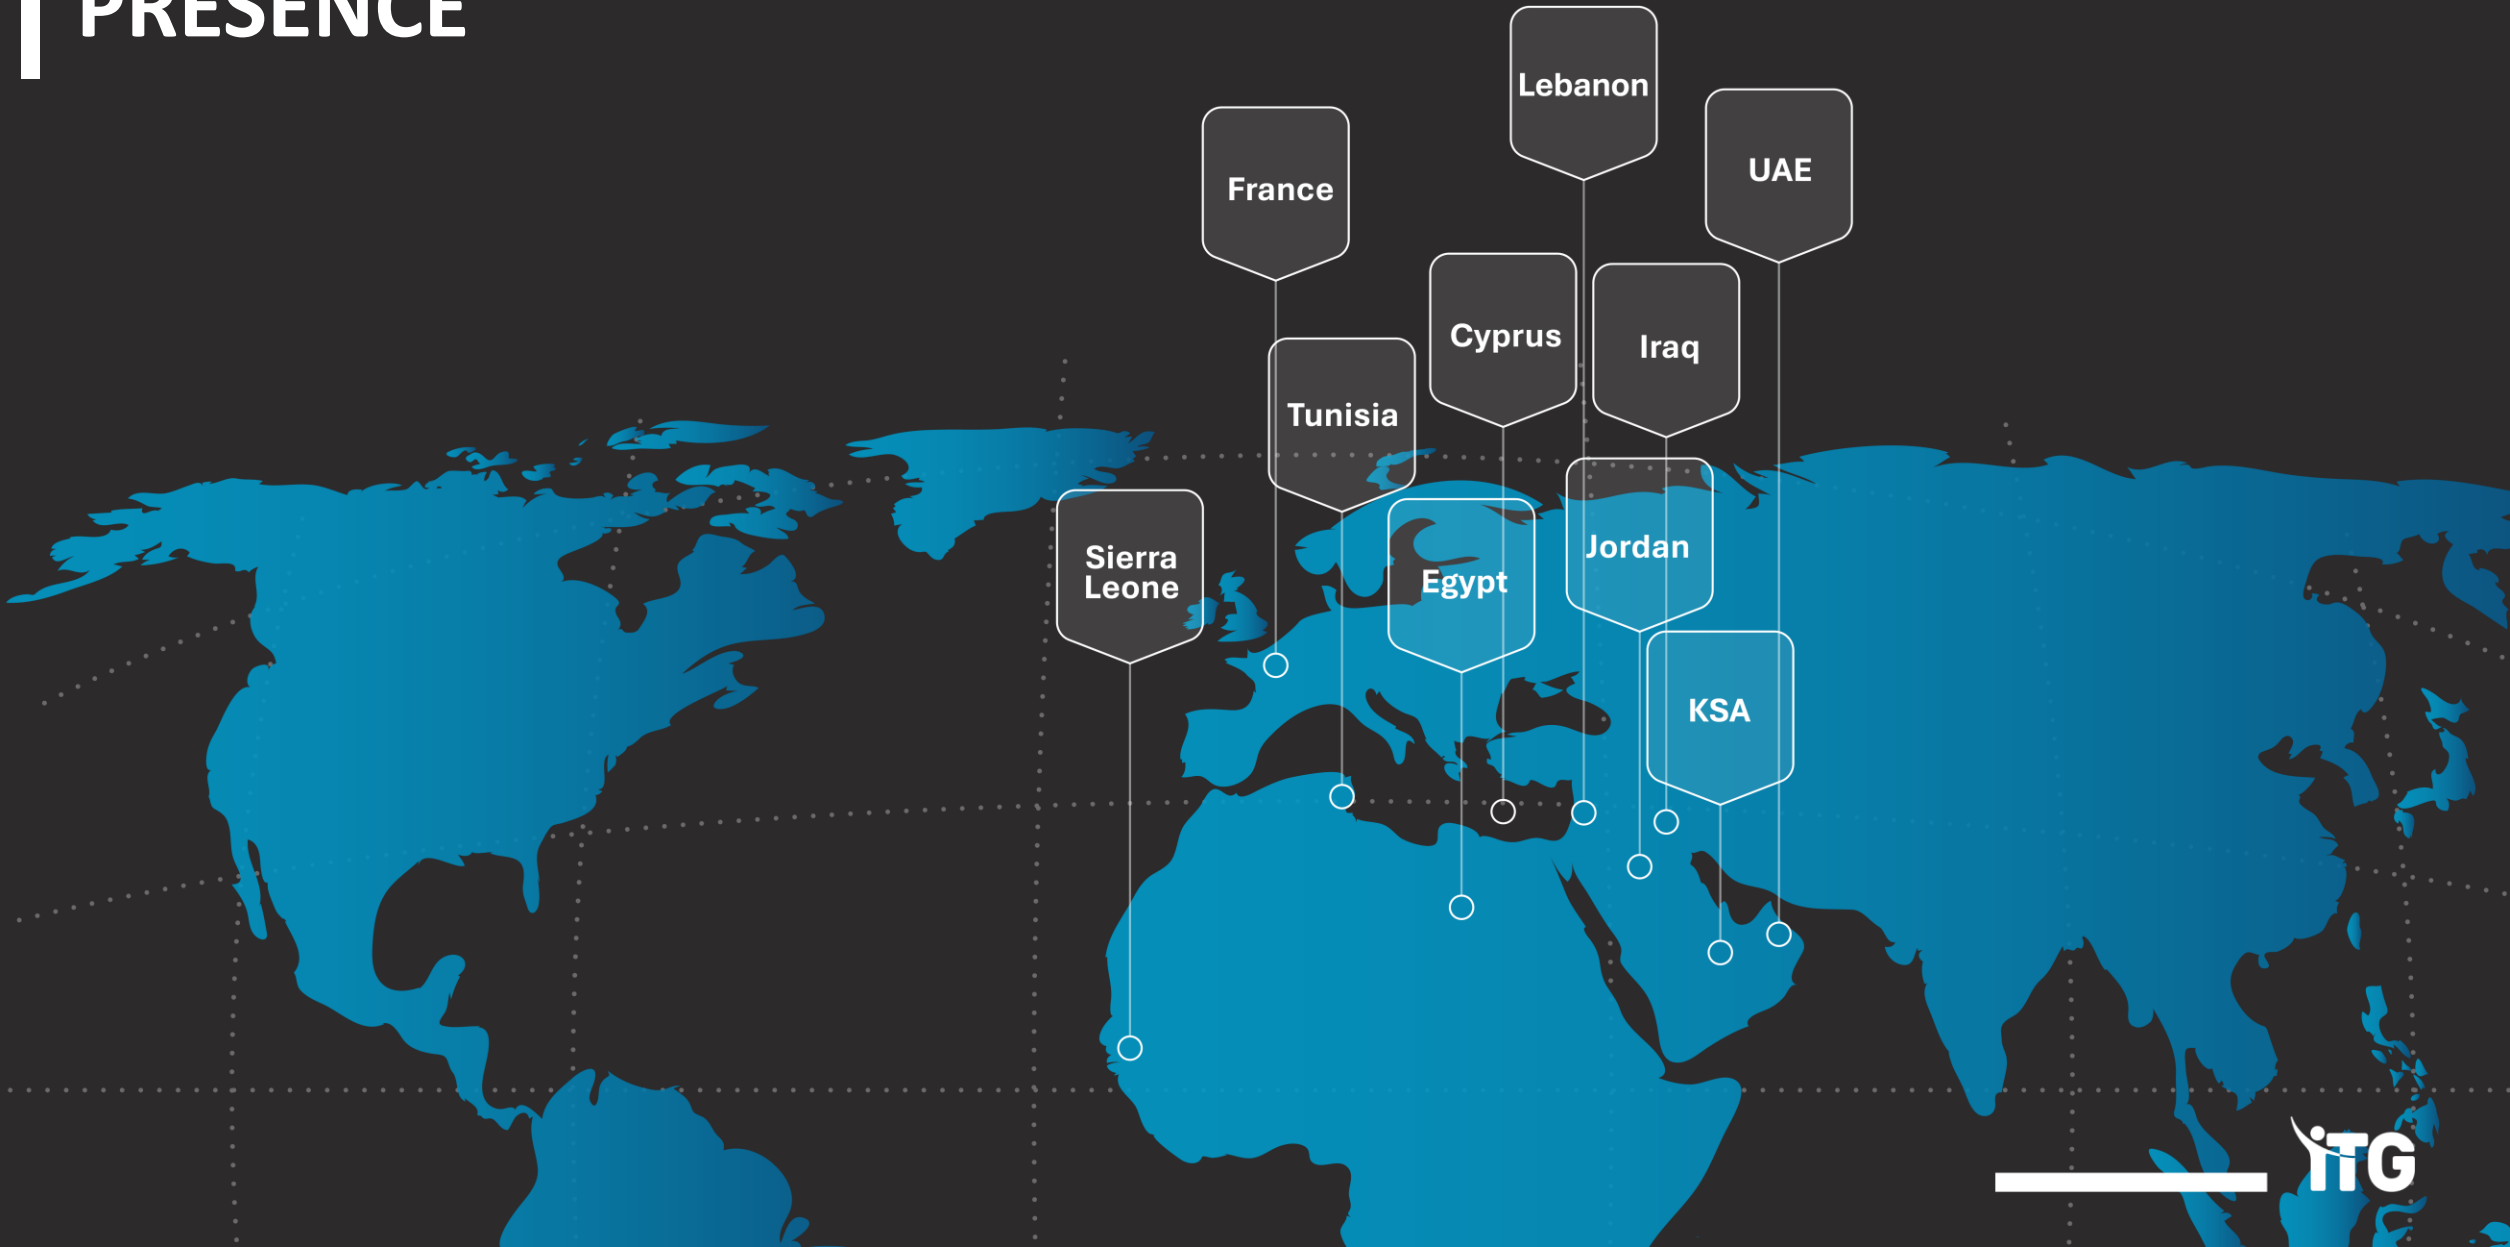 PRESENCE
Lebanon
UAE
France
Cyprus
Iraq
Tunisia
Jordan
Sierra
Leone
Egypt
KSA
iTG